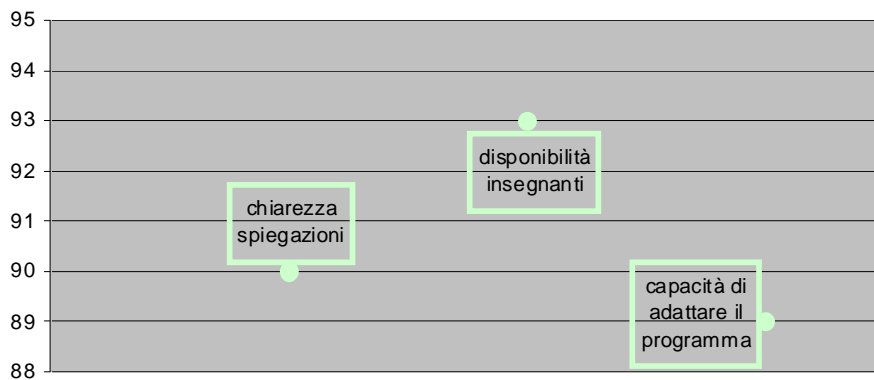 95
94
93
92
91
90
89
88
chiarezza
spiegazioni
disponibilità
insegnanti
capacità di
adattare il
programma